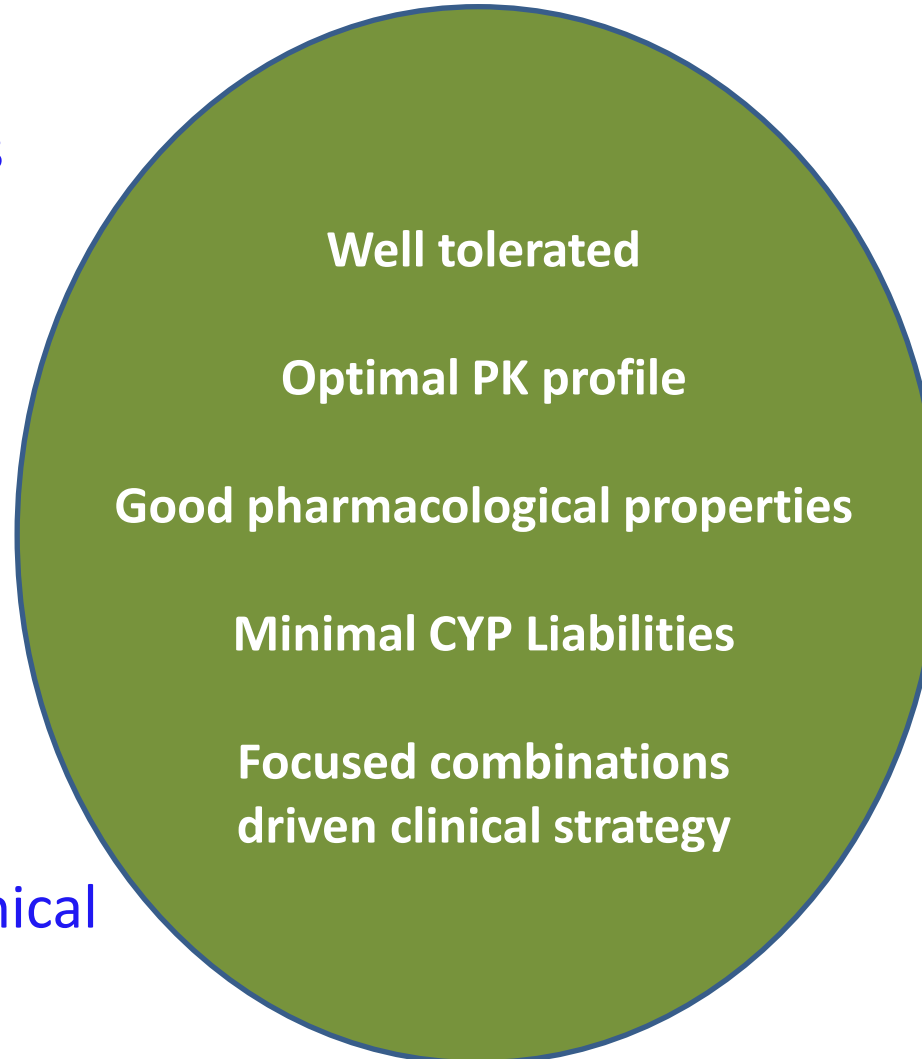 Well tolerated
Optimal PK profile
Good pharmacological properties
Minimal CYP Liabilities
Focused combinations
driven clinical strategy